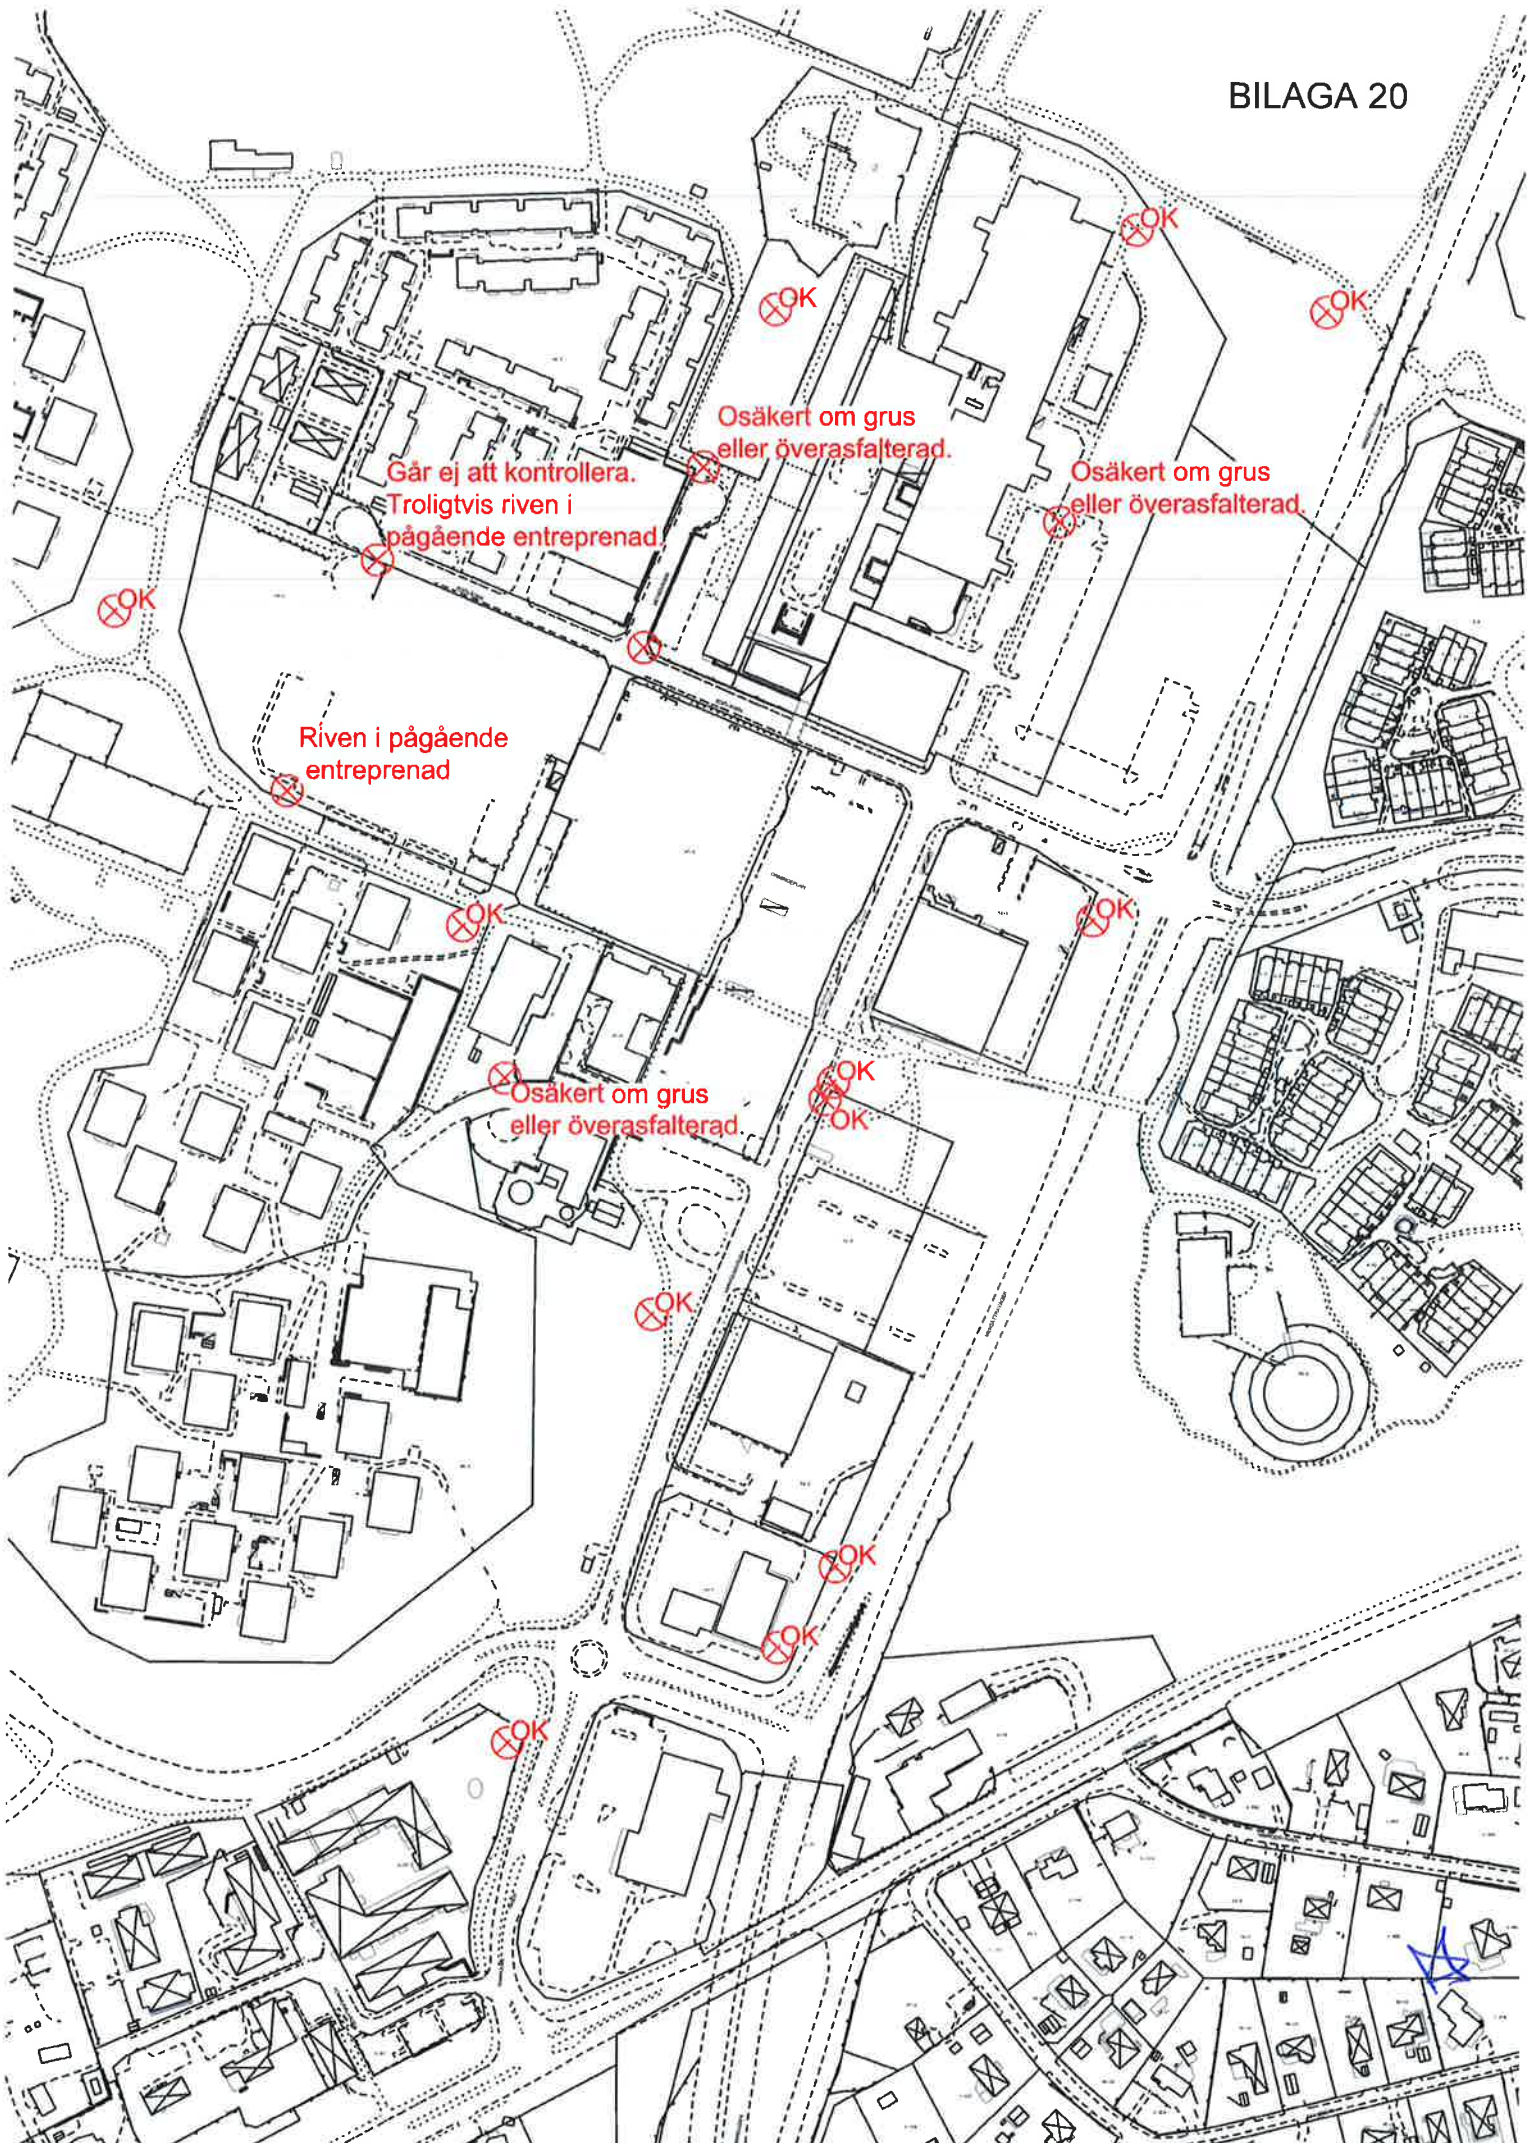 BILAGA 20
OK
OK
OK
Osäkert om grus
eller överasfalterad.
Går ej att kontrollera.
Troligtvis riven i
pågående entreprenad.
Osäkert om grus
eller överasfalterad.
OK
Riven i pågående
entreprenad
OK
OK
OK
OK
Osäkert om grus
eller överasfalterad.
OK
OK
OK
OK